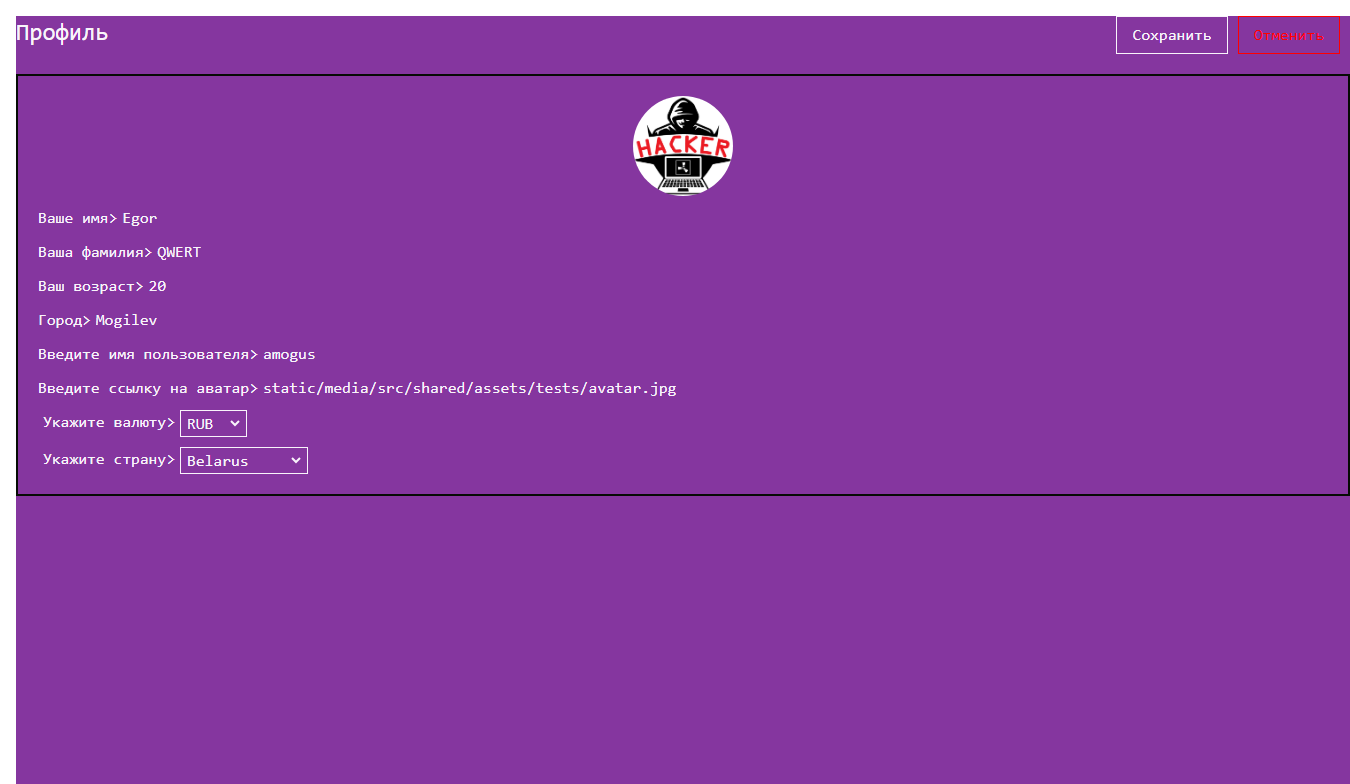 Профиль
Сохранить
Отменить
HACKER
Ваше имя> Egor
Ваша фамилия> QWERT
Ваш возраст> 20
Город> Mogilev
Введите имя пользователя> amogus
Введите ссылку на аватар> static/media/src/shared/assets/tests/avatar.jpg
Укажите валюту> RUB
Укажите страну> Belarus